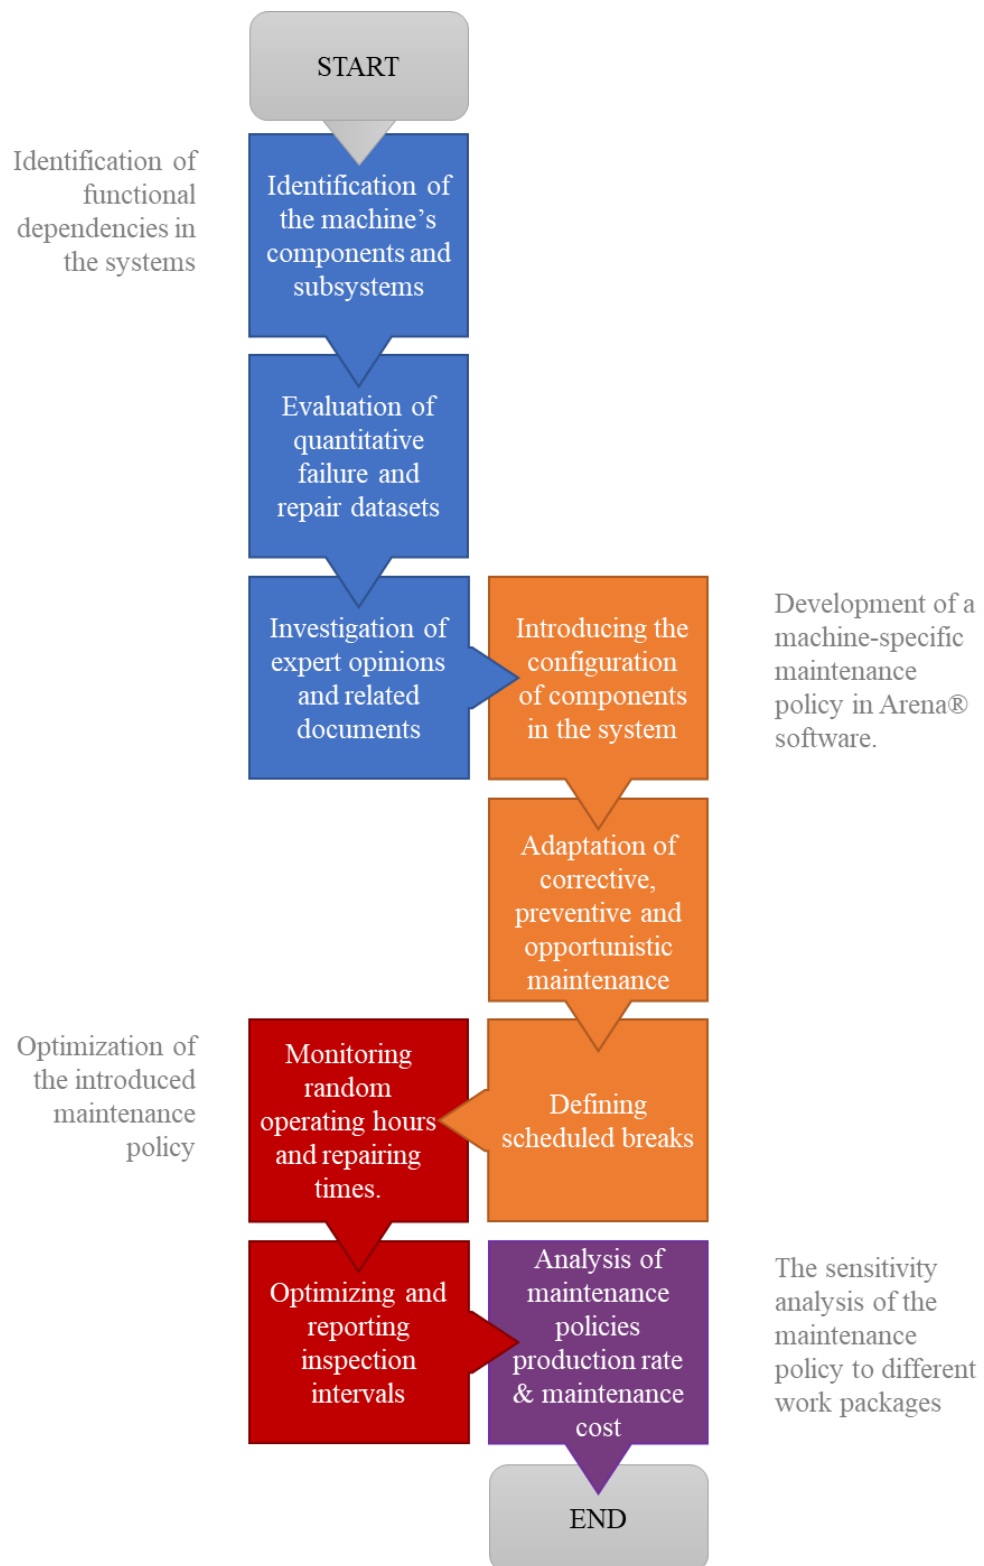 START
Identification of
functional
dependencies in
the systems
Identification of
the machine’s
components and
subsystems
Evaluation of
quantitative
failure and
repair datasets
Investigation of
expert opinions
and related
documents
Introducing the
configuration
of components
in the system
Development of a
machine-specific
maintenance
policy in Arena®
software.
Adaptation of
corrective,
preventive and
opportunistic
maintenance
Defining
scheduled breaks
Optimization of
the introduced
maintenance
policy
Monitoring
random
operating hours
and repairing
times.
Optimizing and
reporting
inspection
intervals
Analysis of
maintenance
policies
production rate
& maintenance
cost
The sensitivity
analysis of the
maintenance
policy to different
work packages
END